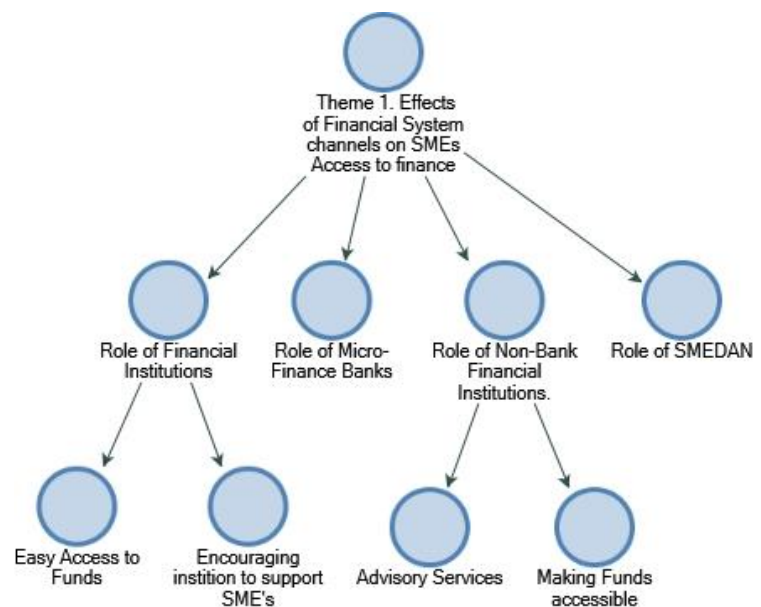 Theme 1. Effects
of Financial System
channels on SMEs
Access to finance
Role of Financial
Institutions
Role of Micro-
Finance Banks
Role of Non-Bank
Financial
Institutions.
Role of SMEDAN
Easy Access to
Funds
Encouraging
instition to support
SME's
Advisory Services
Making Funds
accessible